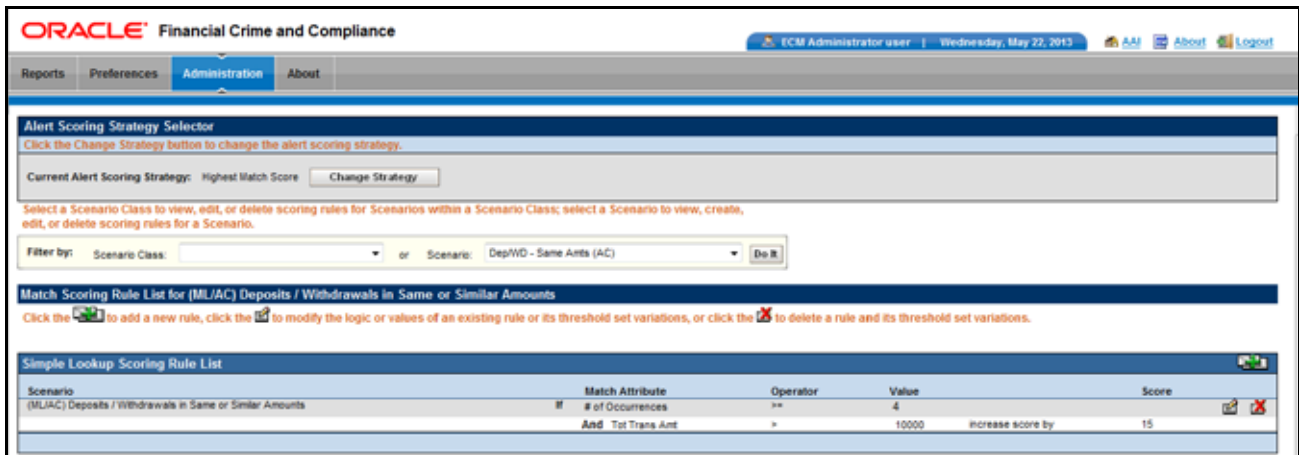 ORACLE® Financial Crime and Compliance
ECM Administrator user | Wednesday, May 22, 2013 AAI About Logout
Reports Preferences Administration About
Alert Scoring Strategy Selector
Click the Change Strategy button to change the alert scoring strategy.
Current Alert Scoring Strategy: Highest Match Score Change Strategy
Select a Scenario Class to view, edit, or delete scoring rules for Scenarios within a Scenario Class; select a Scenario to view, create,
edit, or delete scoring rules for a Scenario.
Filter by: Scenario Class: or Scenario: Dep/WD - Same Amts (AC) Do It
Match Scoring Rule List for (ML/AC) Deposits / Withdrawals in Same or Similar Amounts
Click the to add a new rule, click the to modify the logic or values of an existing rule or its threshold set variations, or click the to delete a rule and its threshold set variations.
Simple Lookup Scoring Rule List
Scenario Match Attribute Operator Value Score
(ML/AC) Deposits / Withdrawals in Same or Similar Amounts If # of Occurrences >= 4
And Tot Trans Amt > 10000 increase score by 15